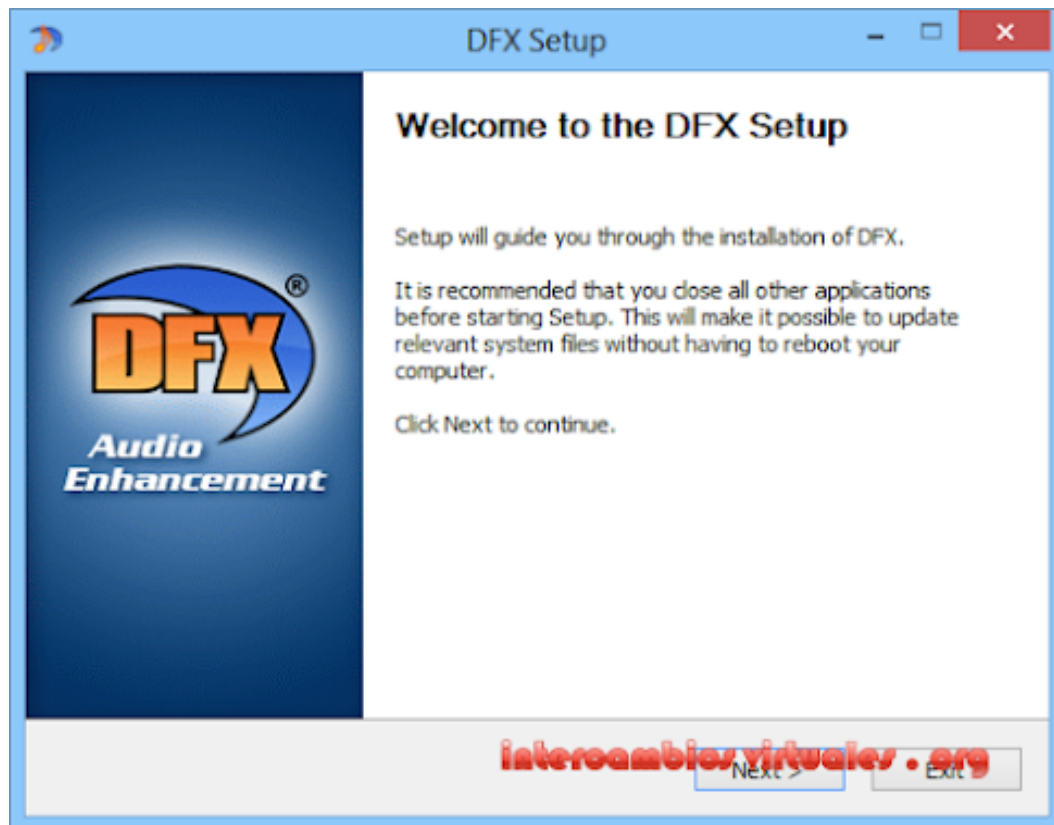 DFX Setup
Welcome to the DFX Setup
Setup will guide you through the installation of DFX.
It is recommended that you close all other applications
before starting Setup. This will make it possible to update
relevant system files without having to reboot your
computer.
Click Next to continue.
DFX®
Audio
Enhancement
intercambios virtuales . org
Next >
Exit